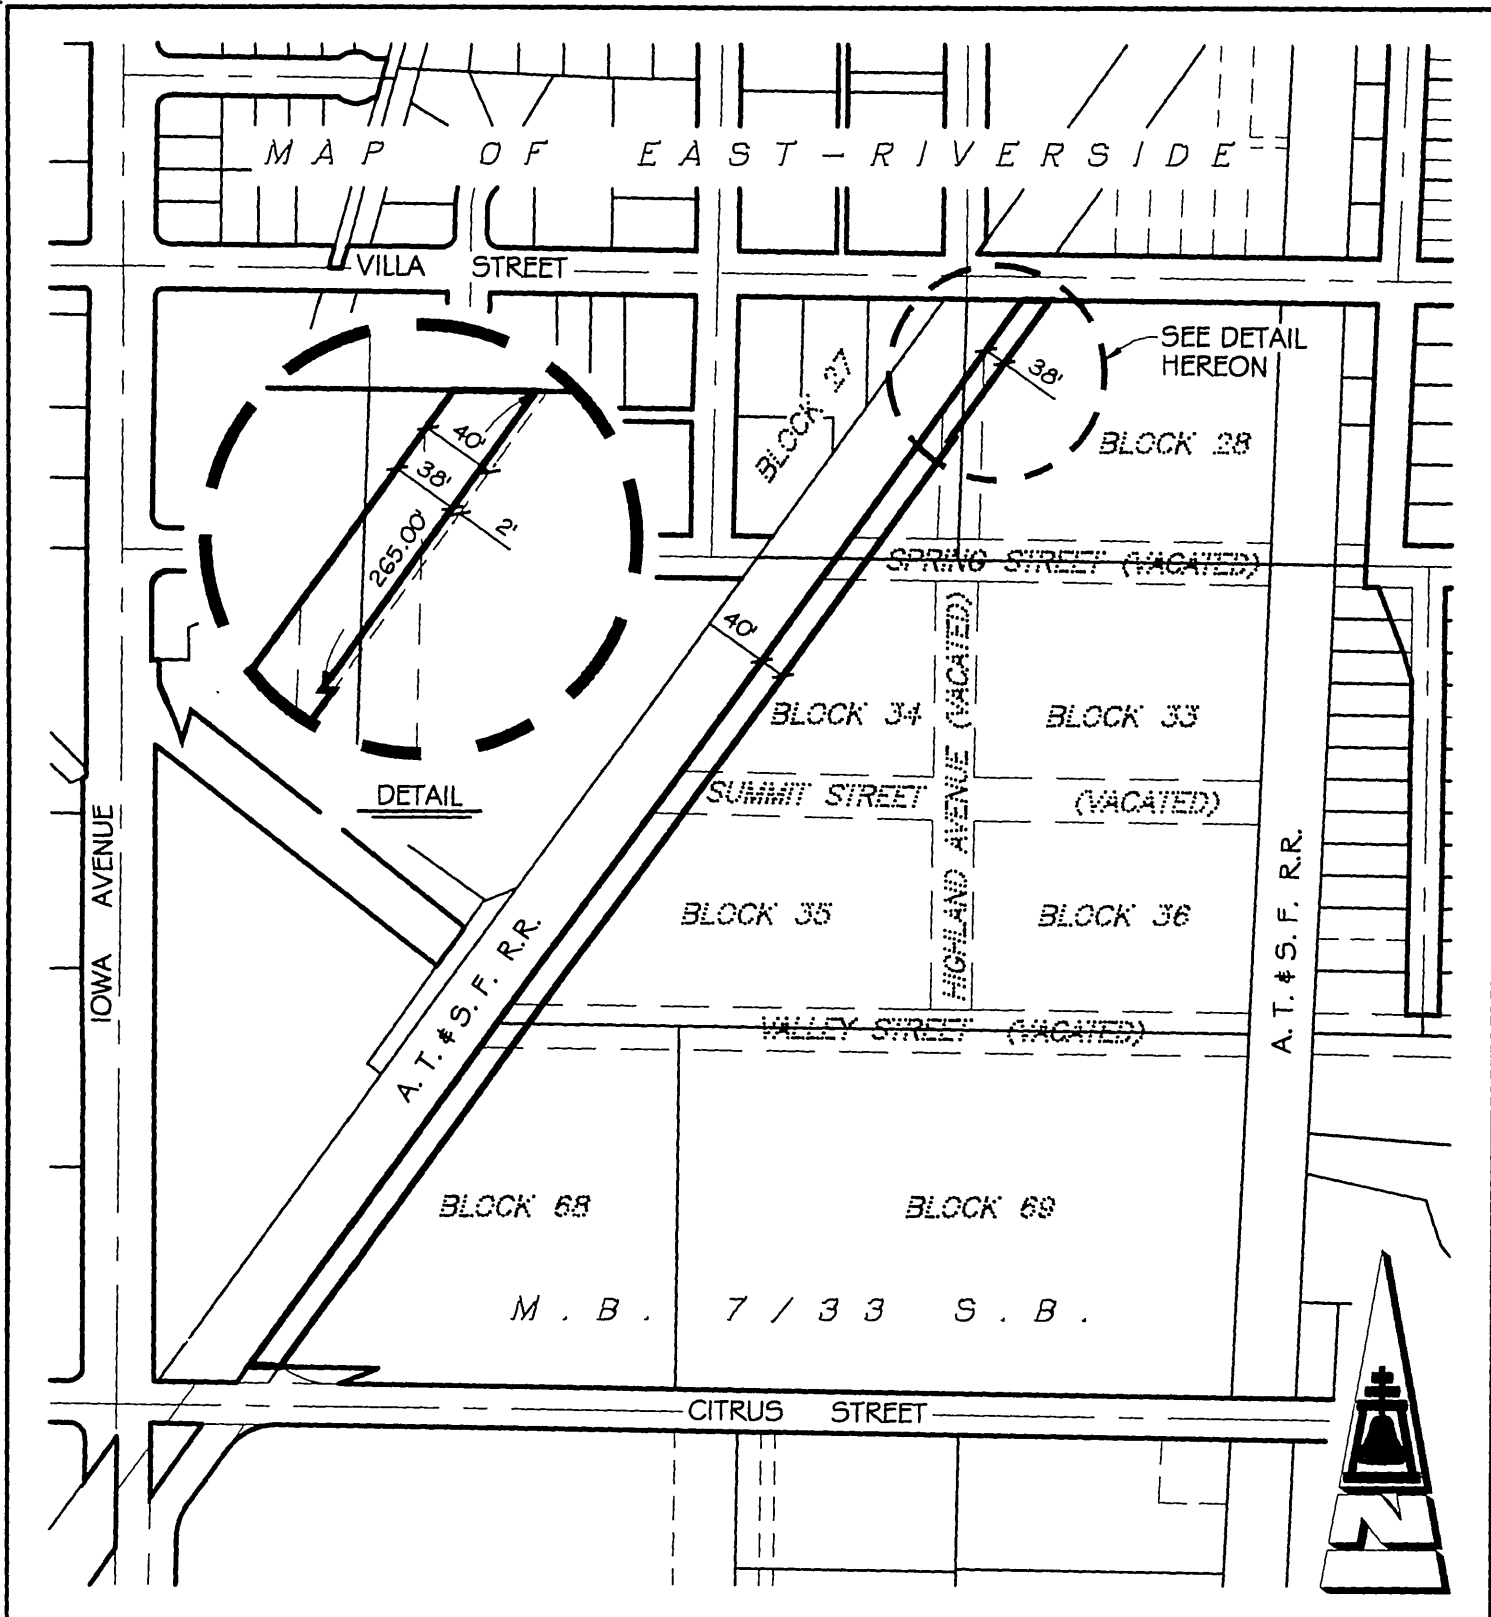 MAP OF EAST-RIVERSIDE
VILLA STREET
SEE DETAIL
HEREON
BLOCK 27
38'
BLOCK 28
40'
38'
2'
265.00'
SPRING STREET (VACATED)
40'
HIGHLAND AVENUE (VACATED)
BLOCK 34
BLOCK 33
DETAIL
SUMMIT STREET (VACATED)
IOWA AVENUE
BLOCK 35
BLOCK 36
A. T. & S. F. R.R.
A. T. & S. F. R.R.
VALLEY STREET (VACATED)
BLOCK 68
BLOCK 69
M.B. 7/33 S.B.
CITRUS STREET
N